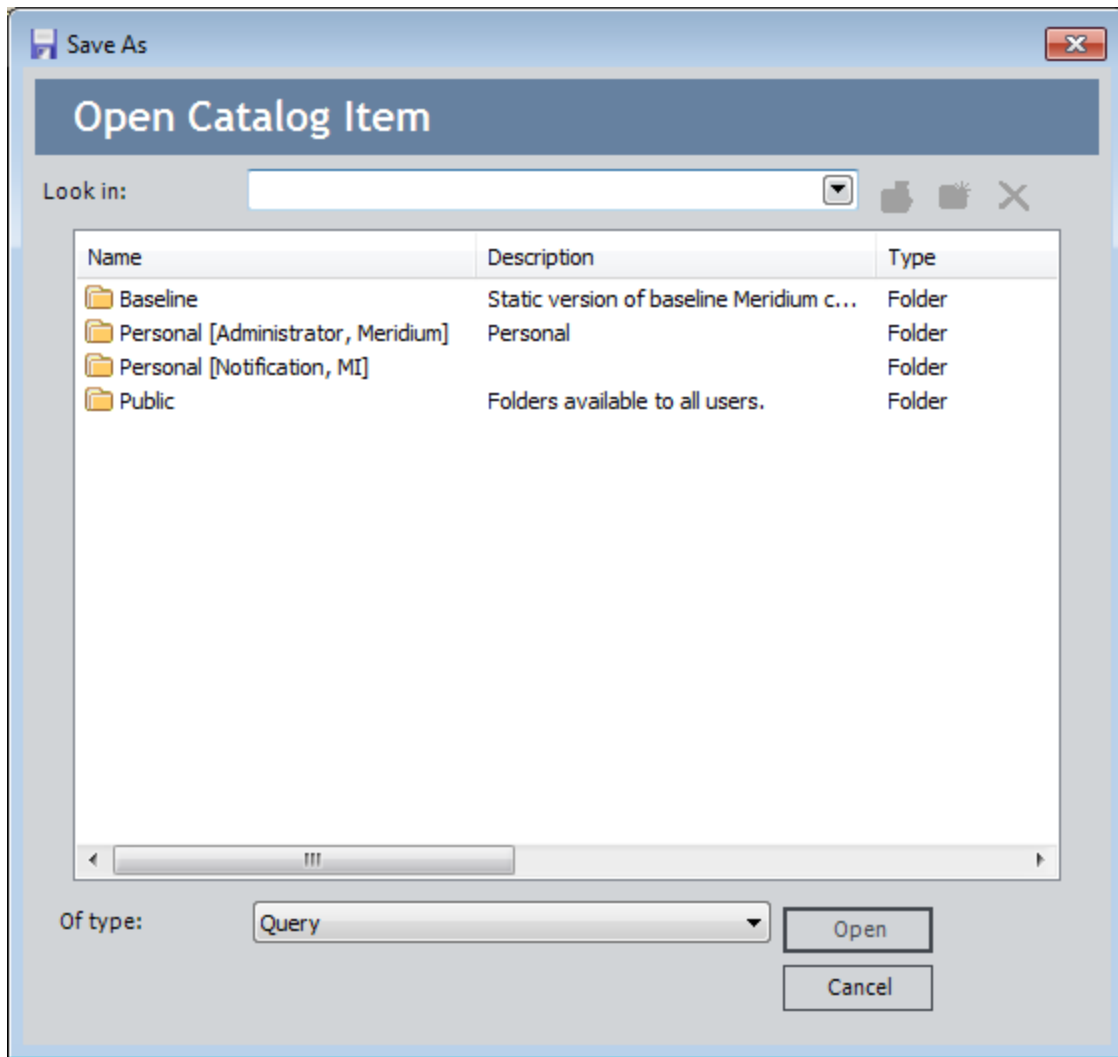 Save As
Open Catalog Item
Look in:
Name Description Type
Baseline Static version of baseline Meridium c... Folder
Personal [Administrator, Meridium] Personal Folder
Personal [Notification, MI] Folder
Public Folders available to all users. Folder
Of type: Query Open
Cancel